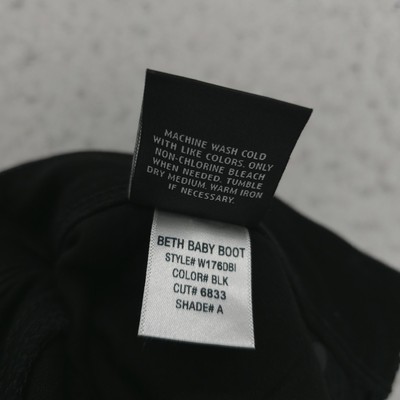 MACHINE WASH COLD
WITH LIKE COLORS. ONLY
NON-CHLORINE BLEACH
WHEN NEEDED. TUMBLE
DRY MEDIUM. WARM IRON
IF NECESSARY.
BETH BABY BOOT
STYLE# W176DBI
COLOR# BLK
CUT# 6833
SHADE# A